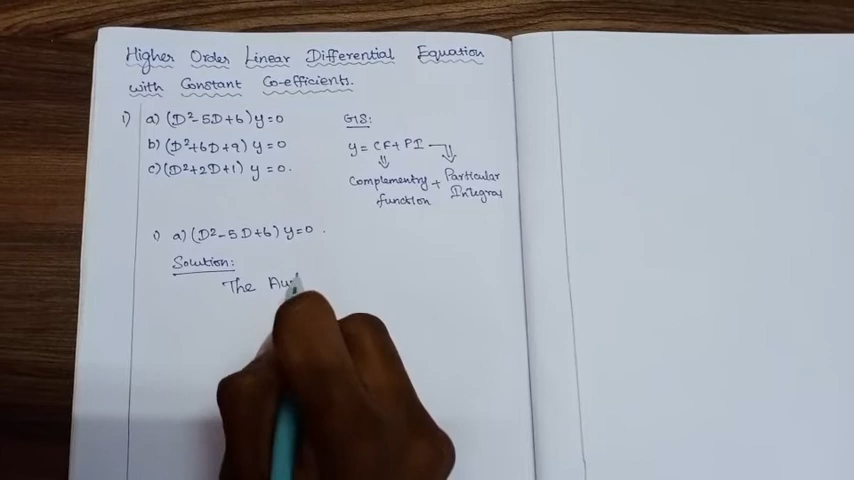 Higher Order Linear Differential Equation
with Constant Co-efficients.
1) a) (D²-5D+6)y=0
b) (D²+6D+9) y=0
c) (D²+2D+1) y=0.
G.S:
y = CF + PI
Complementry + Particular
function Integral
1) a) (D²-5D+6) y=0.
Solution:
The Aux